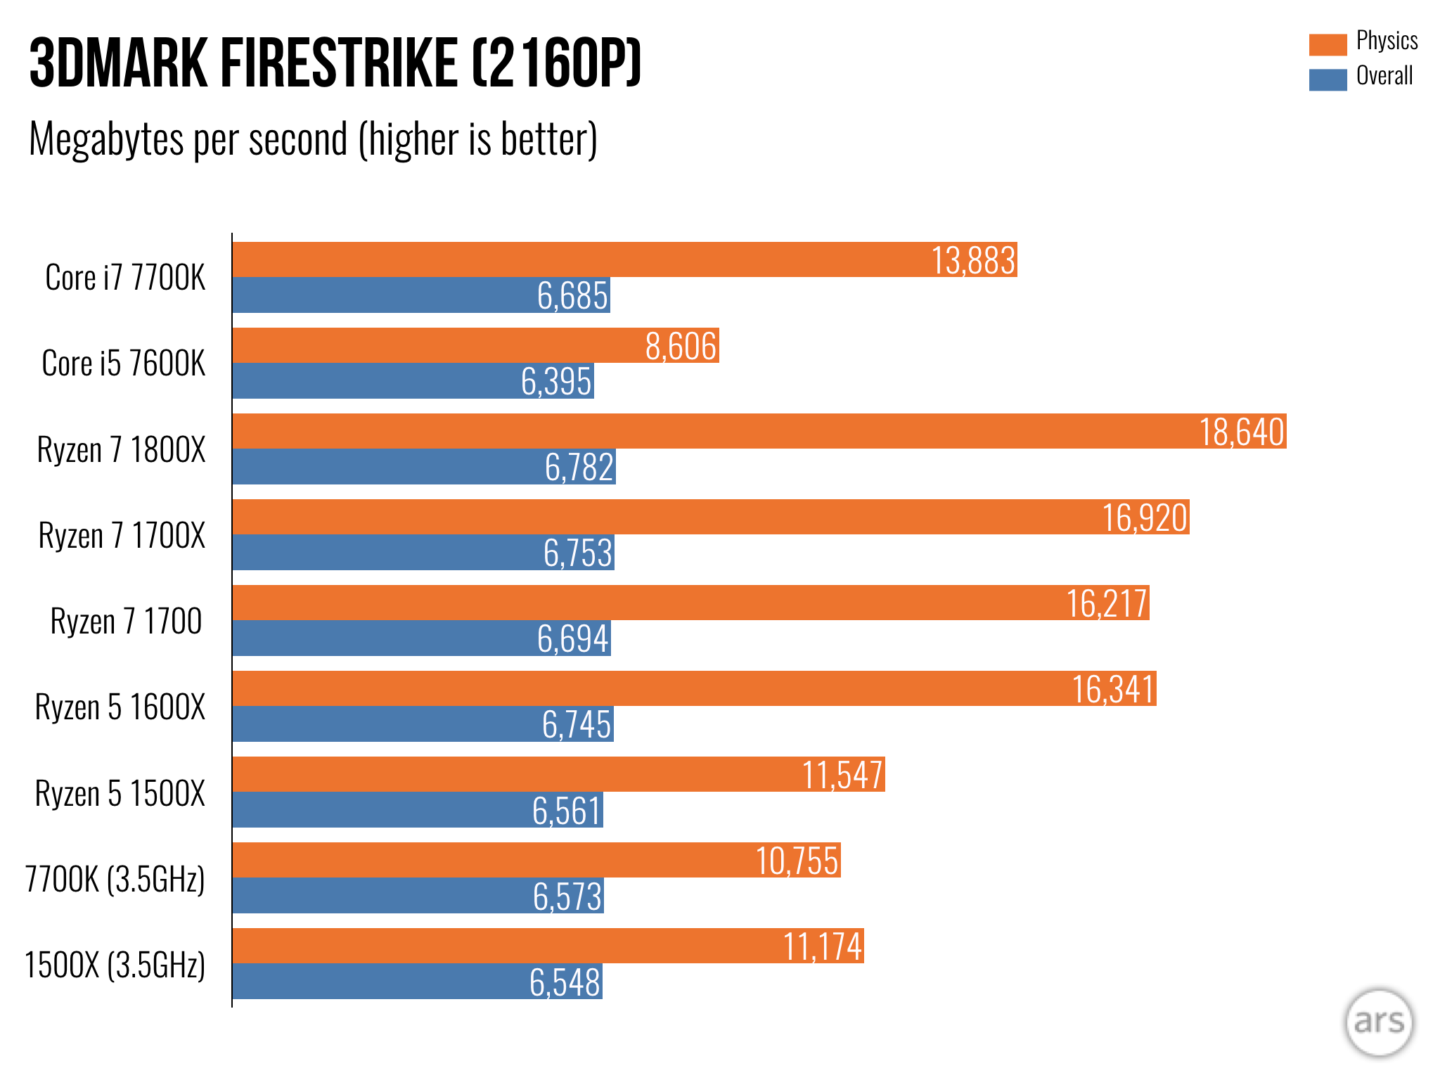 3DMARK FIRESTRIKE (2160P)
Megabytes per second (higher is better)
Physics
Overall
Core i7 7700K
13,883
6,685
Core i5 7600K
8,606
6,395
Ryzen 7 1800X
18,640
6,782
Ryzen 7 1700X
16,920
6,753
Ryzen 7 1700
16,217
6,694
Ryzen 5 1600X
16,341
6,745
Ryzen 5 1500X
11,547
6,561
7700K (3.5GHz)
10,755
6,573
1500X (3.5GHz)
11,174
6,548
ars